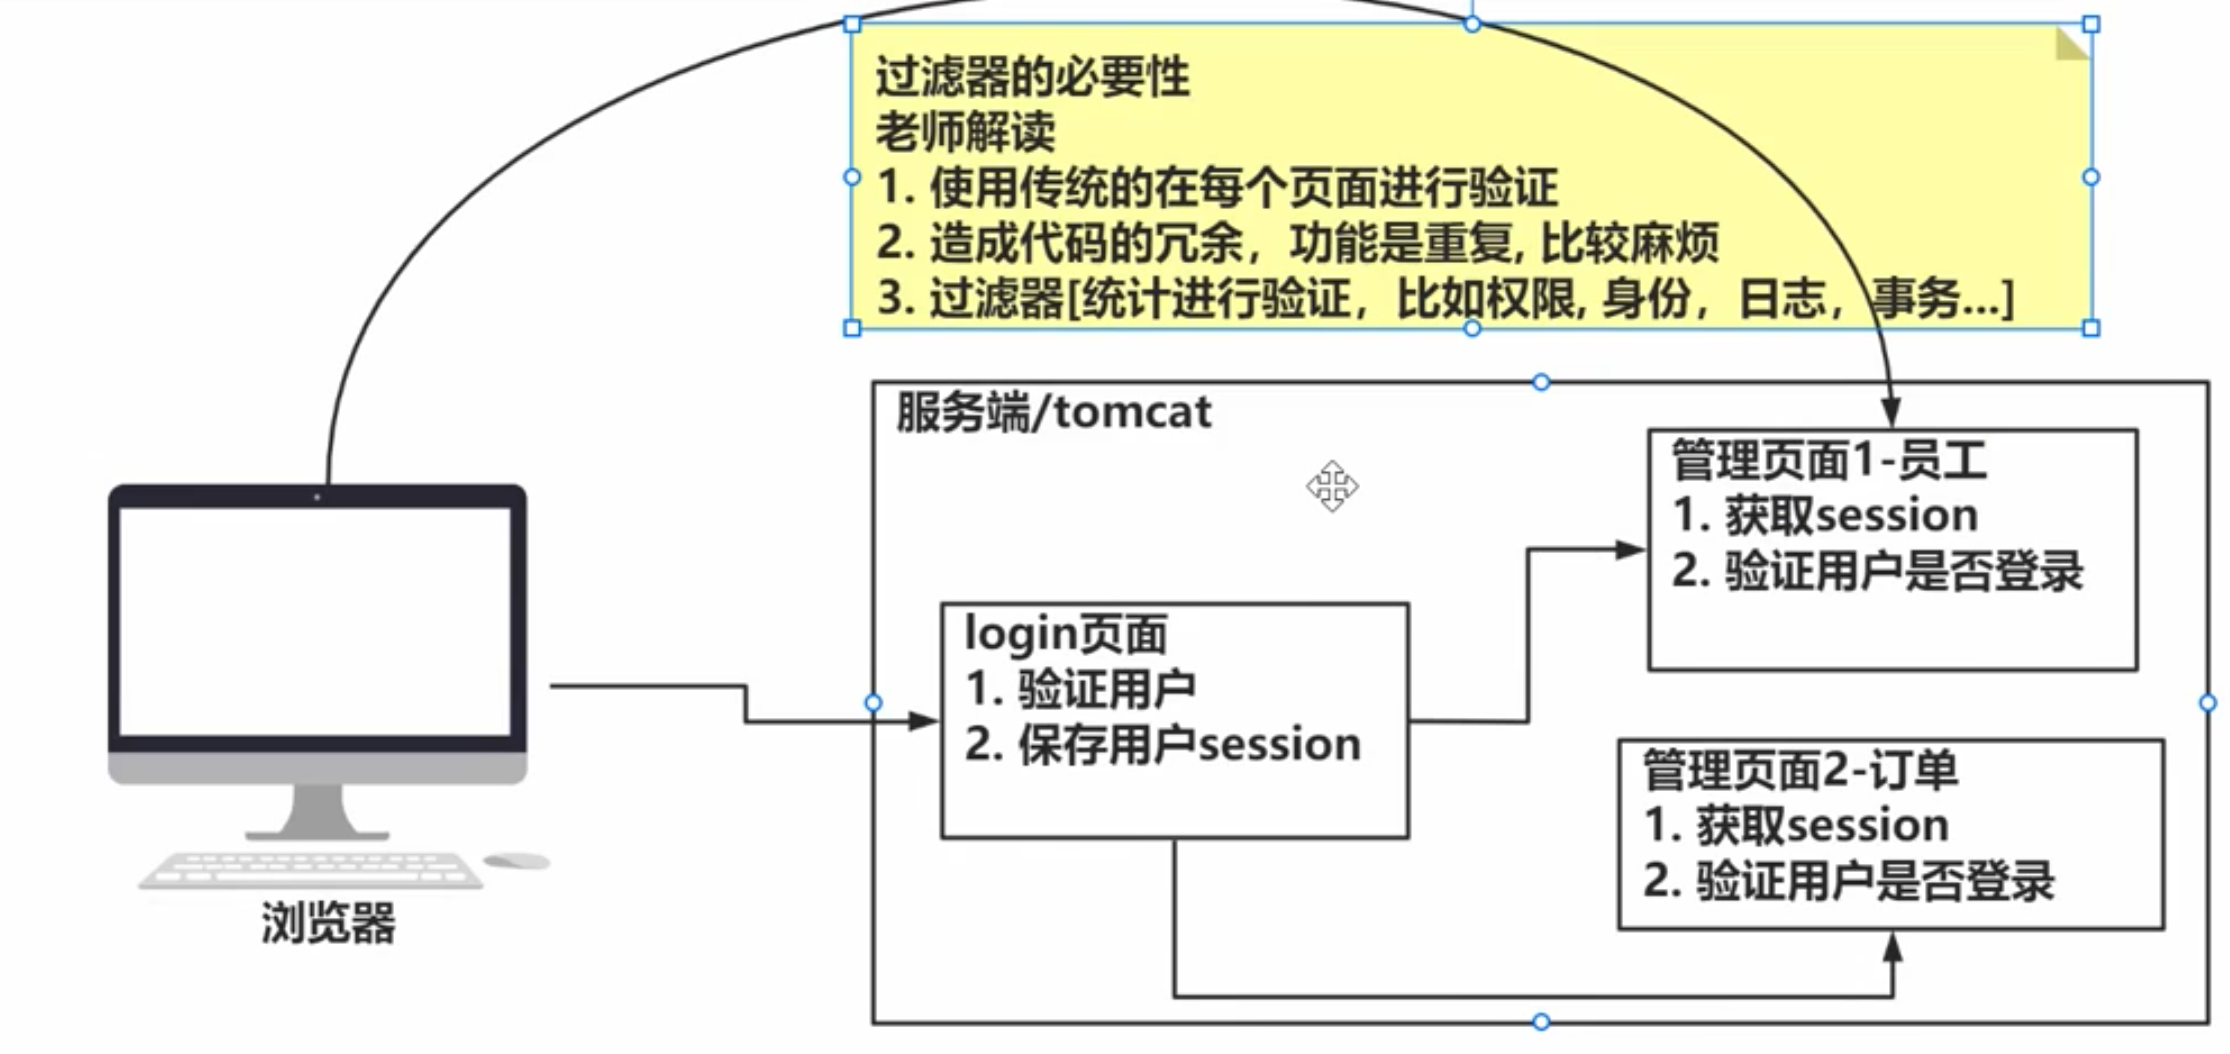 过滤器的必要性
老师解读
1. 使用传统的在每个页面进行验证
2. 造成代码的冗余，功能是重复, 比较麻烦
3. 过滤器[统计进行验证，比如权限, 身份，日志，事务...]
服务端/tomcat
管理页面1-员工
1. 获取session
2. 验证用户是否登录
login页面
1. 验证用户
2. 保存用户session
管理页面2-订单
1. 获取session
2. 验证用户是否登录
浏览器